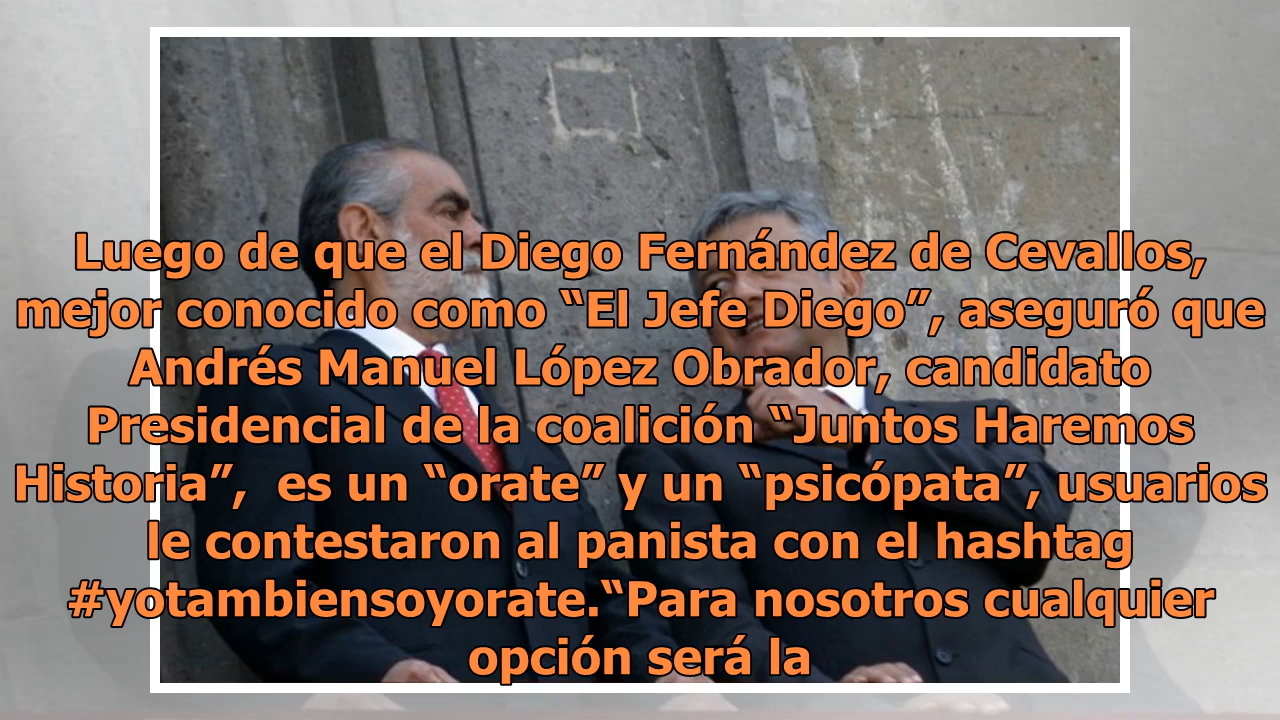 Luego de que el Diego Fernández de Cevallos,
mejor conocido como “El Jefe Diego”, aseguró que
Andrés Manuel López Obrador, candidato
Presidencial de la coalición “Juntos Haremos
Historia”,  es un “orate” y un “psicópata”, usuarios
le contestaron al panista con el hashtag
#yotambiensoyorate.“Para nosotros cualquier
opción será la